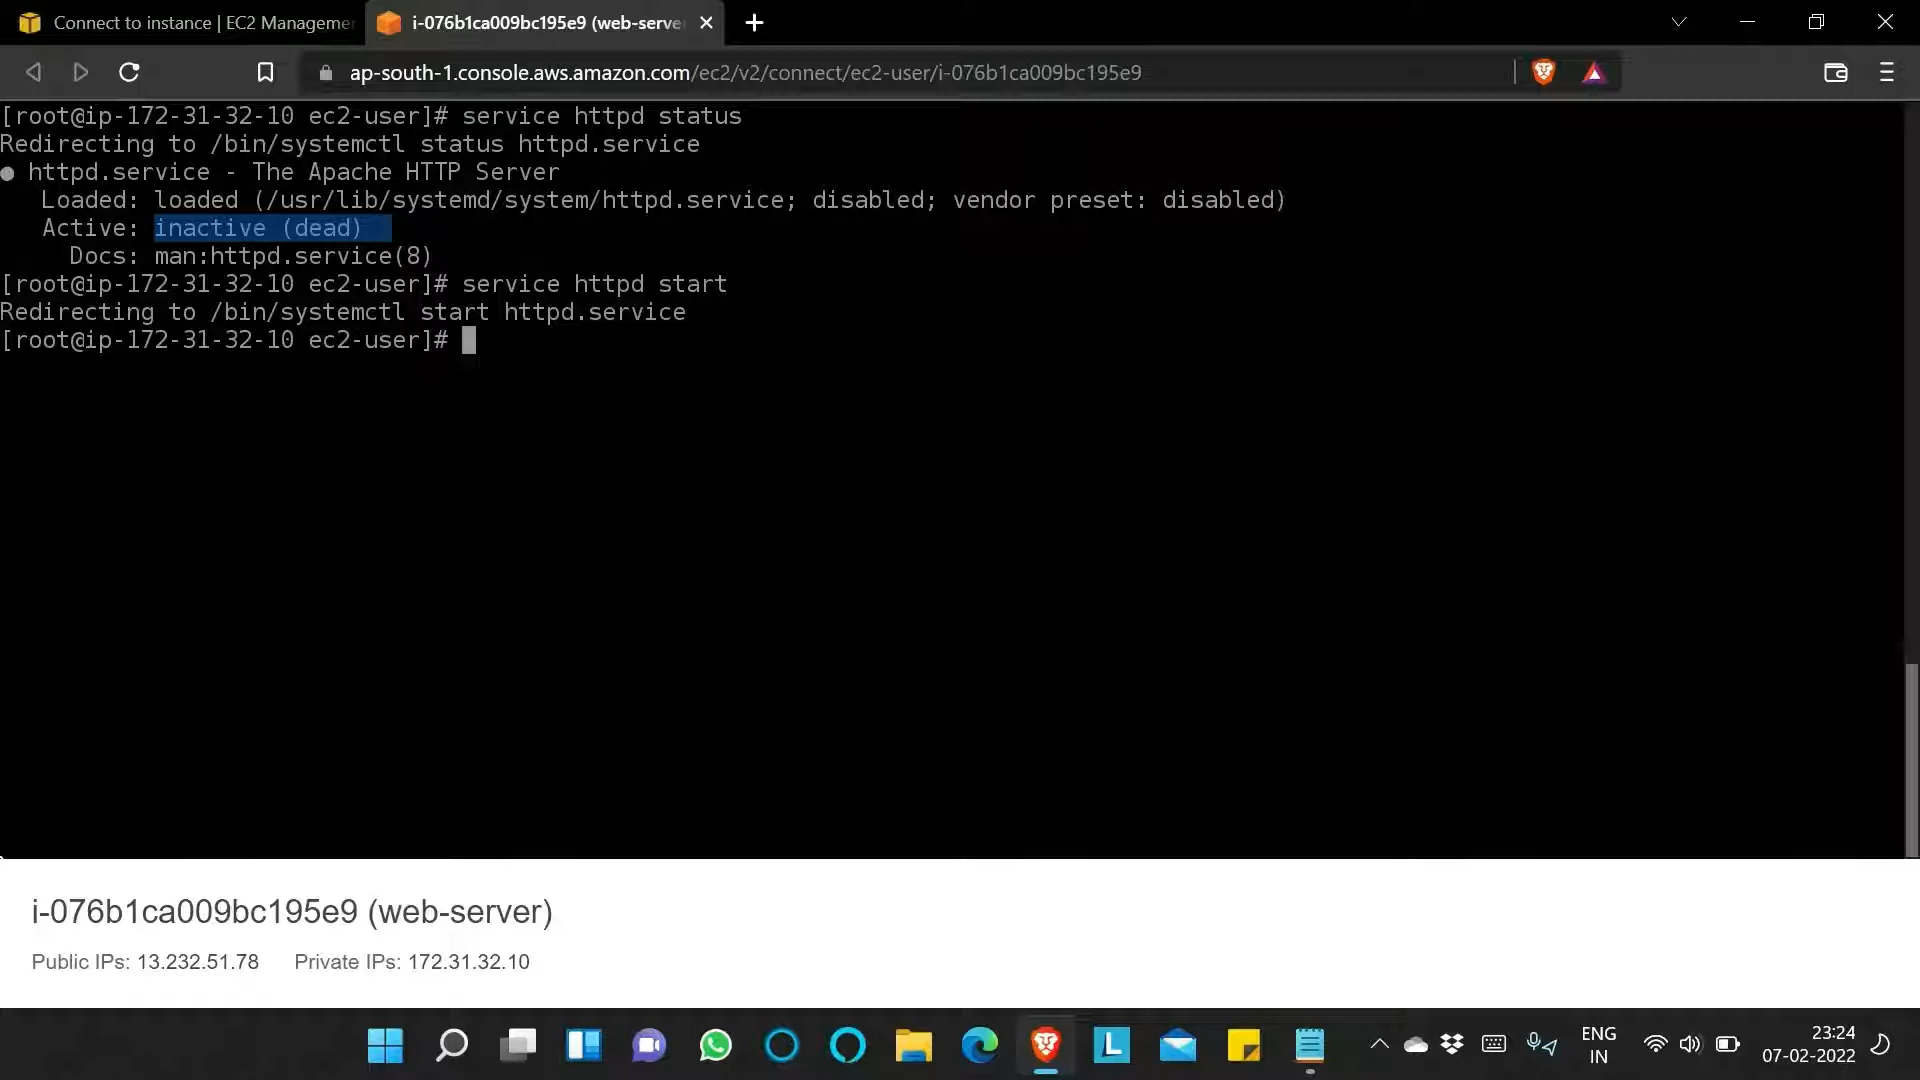 Connect to instance | EC2 Manageme
i-076b1ca009bc195e9 (web-serve
ap-south-1.console.aws.amazon.com/ec2/v2/connect/ec2-user/i-076b1ca009bc195e9
[root@ip-172-31-32-10 ec2-user]# service httpd status
Redirecting to /bin/systemctl status httpd.service
● httpd.service - The Apache HTTP Server
   Loaded: loaded (/usr/lib/systemd/system/httpd.service; disabled; vendor preset: disabled)
   Active: inactive (dead)
     Docs: man:httpd.service(8)
[root@ip-172-31-32-10 ec2-user]# service httpd start
Redirecting to /bin/systemctl start httpd.service
[root@ip-172-31-32-10 ec2-user]#
i-076b1ca009bc195e9 (web-server)
Public IPs: 13.232.51.78 Private IPs: 172.31.32.10
L
ENG
IN
23:24
07-02-2022